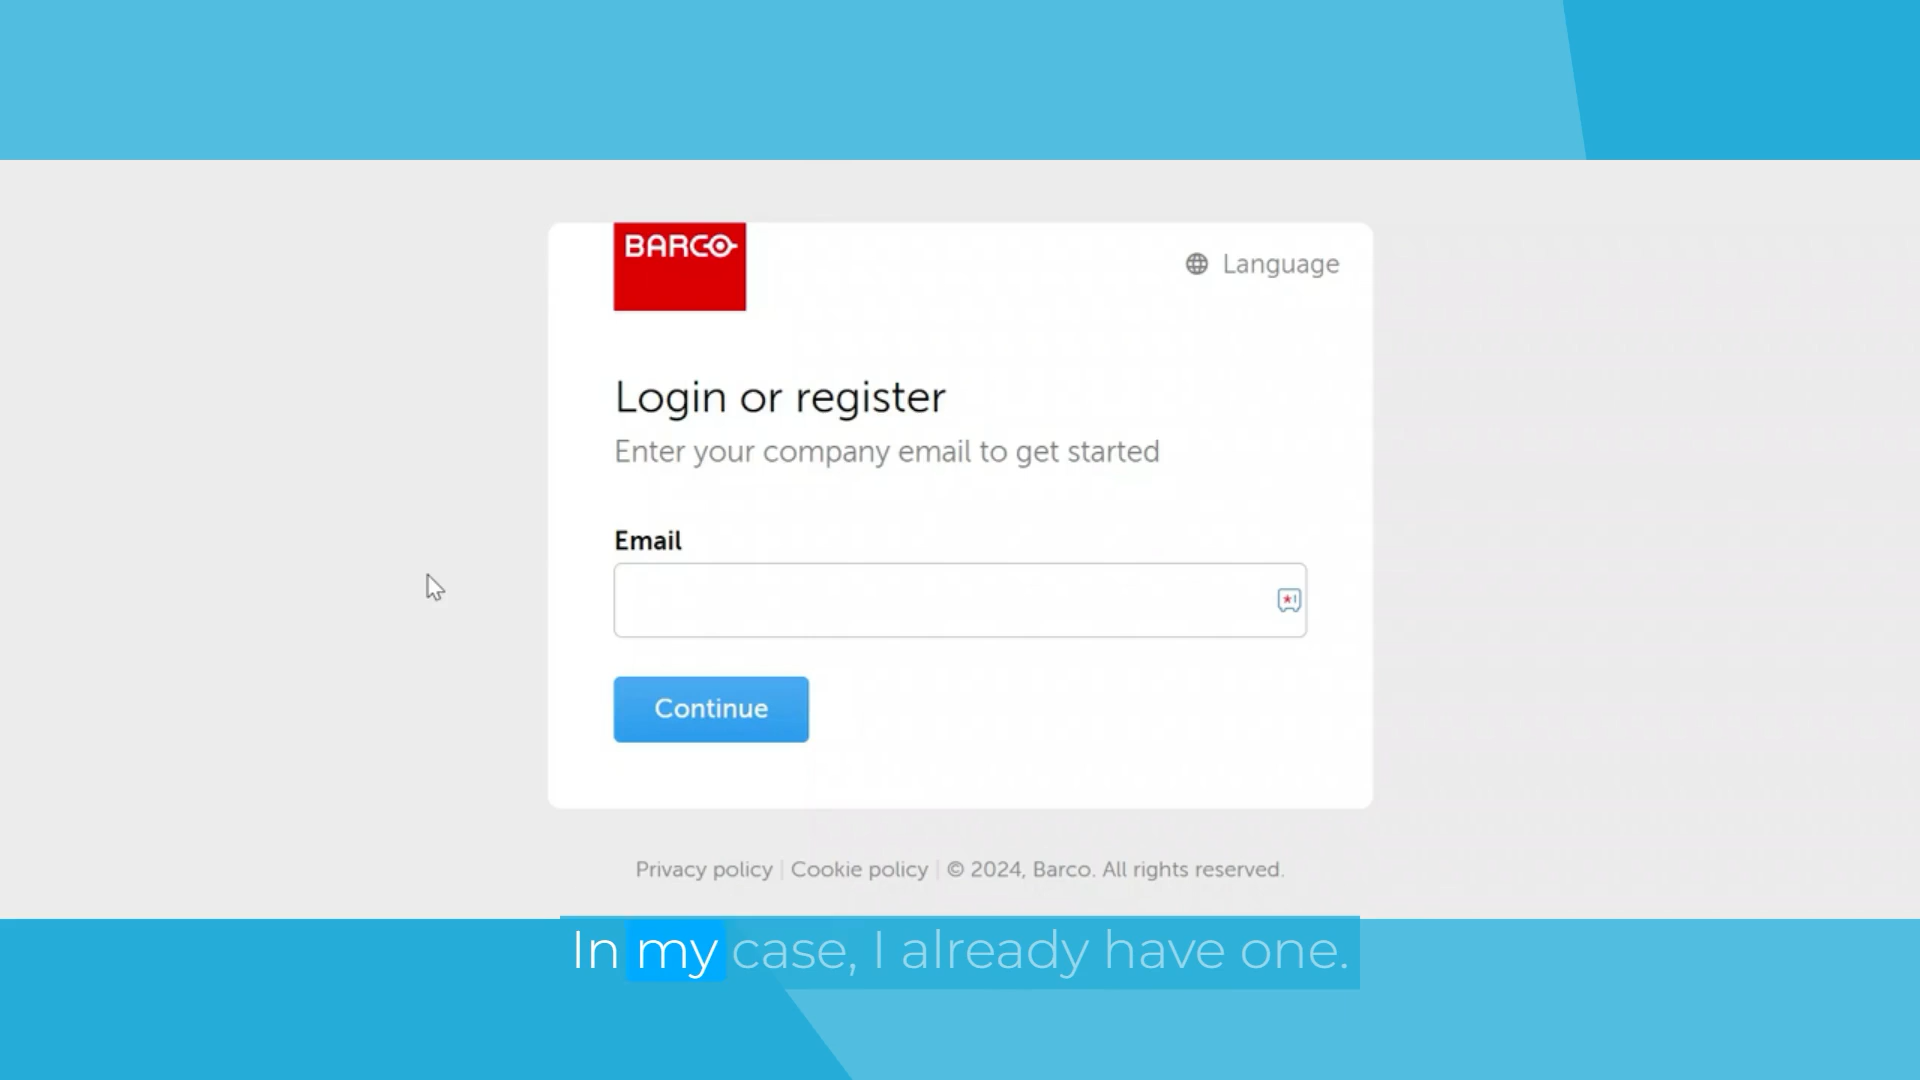 BARCO
Language
Login or register
Enter your company email to get started
Email
Continue
Privacy policy | Cookie policy | © 2024, Barco. All rights reserved.
In my case, I already have one.